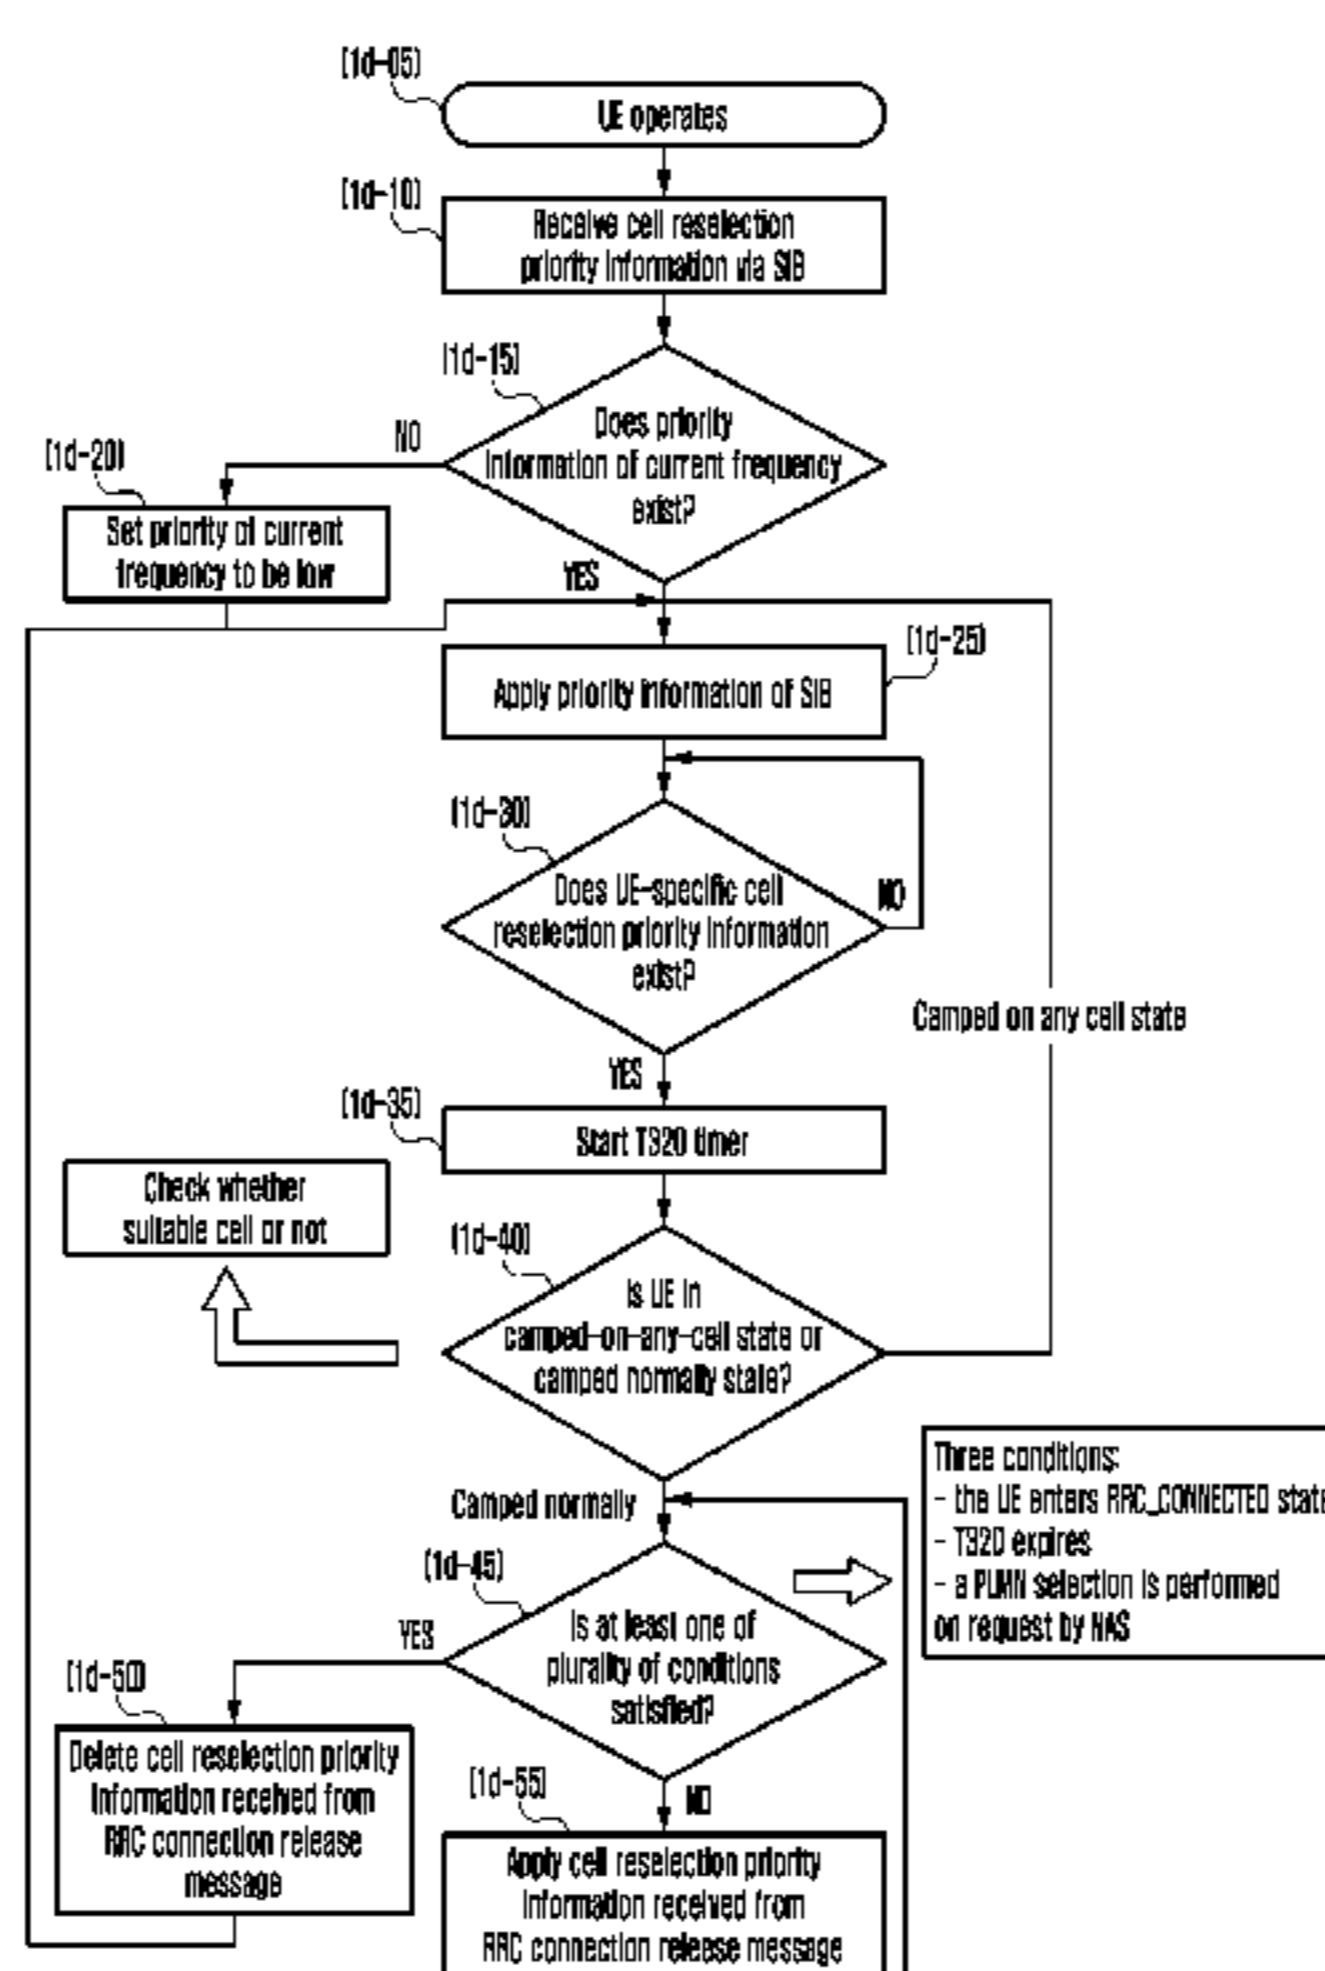 (1d-05)
UE operates
(1d-10)
Receive cell reselection
priority information via SIB
(1d-15)
Does priority
information of current frequency
exist?
NO
YES
(1d-20)
Set priority of current
frequency to be low
(1d-25)
Apply priority information of SIB
(1d-30)
Does UE-specific cell
reselection priority information
exist?
NO
YES
Camped on any cell state
(1d-35)
Start T320 timer
Check whether
suitable cell or not
(1d-40)
Is UE in
camped-on-any-cell state or
camped normally state?
Camped normally
Three conditions:
- the UE enters RRC_CONNECTED state
- T320 expires
- a PLMN selection is performed
on request by NAS
(1d-45)
Is at least one of
plurality of conditions
satisfied?
YES
NO
(1d-50)
Delete cell reselection priority
information received from
RRC connection release
message
(1d-55)
Apply cell reselection priority
information received from
RRC connection release message